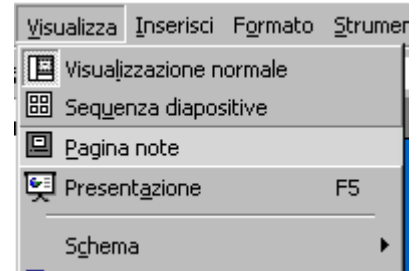 Visualizza Inserisci Formato Strumen
Visualizzazione normale
Sequenza diapositive
Pagina note
Presentazione F5
Schema